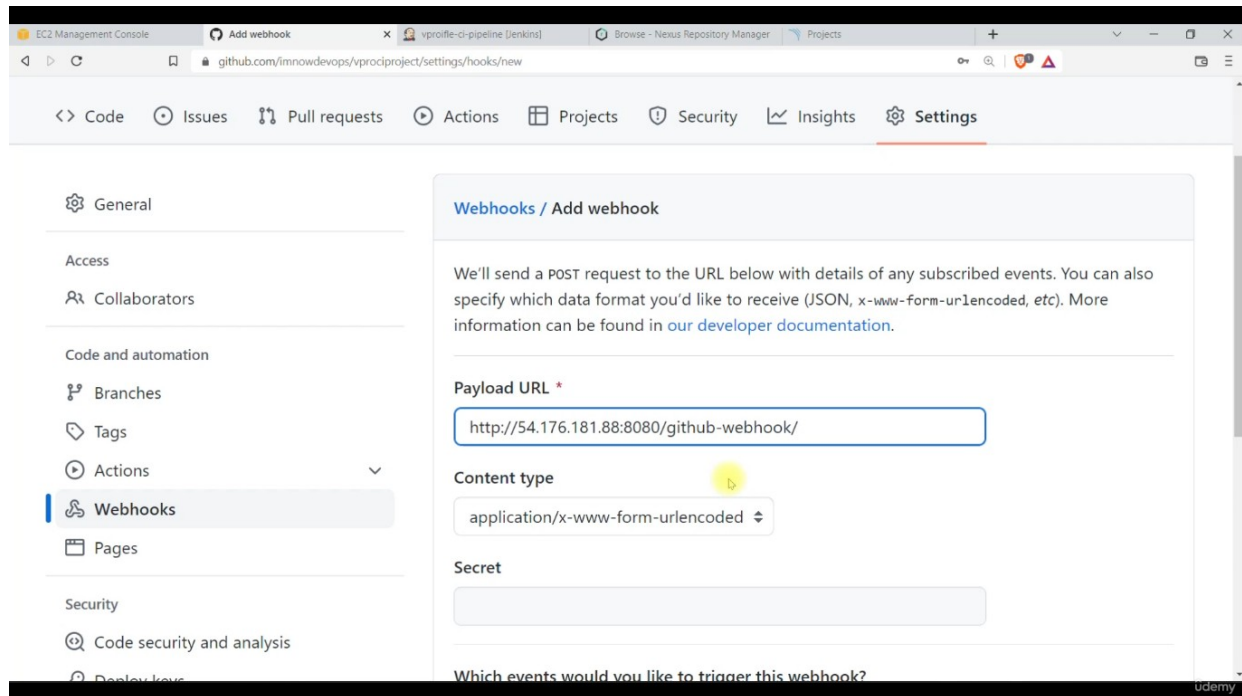 EC2 Management Console
Add webhook
vproifle-ci-pipeline [Jenkins]
Browse - Nexus Repository Manager
Projects
github.com/imnowdevops/vprociproject/settings/hooks/new
<> Code
Issues
Pull requests
Actions
Projects
Security
Insights
Settings
General
Access
Collaborators
Code and automation
Branches
Tags
Actions
Webhooks
Pages
Security
Code security and analysis
Deploy keys
Webhooks / Add webhook
We'll send a POST request to the URL below with details of any subscribed events. You can also
specify which data format you'd like to receive (JSON, x-www-form-urlencoded, etc). More
information can be found in our developer documentation.
Payload URL *
http://54.176.181.88:8080/github-webhook/
Content type
application/x-www-form-urlencoded
Secret
Which events would you like to trigger this webhook?
udemy